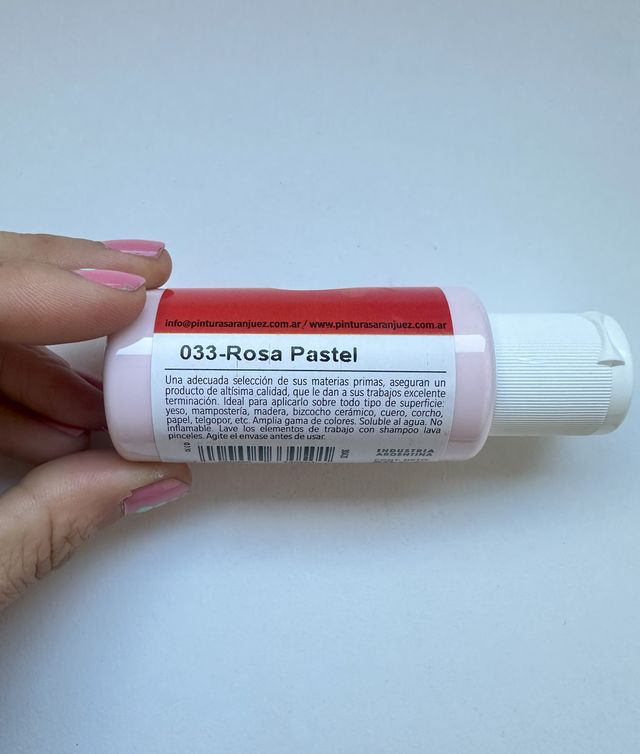 info@pinturasaranjuez.com.ar / www.pinturasaranjuez.com.ar
033-Rosa Pastel
Una adecuada selección de sus materias primas, aseguran un
producto de altísima calidad, que le dan a sus trabajos excelente
terminación. Ideal para aplicarlo sobre todo tipo de superficie:
yeso, mampostería, madera, bizcocho cerámico, cuero, corcho,
papel, telgopor, etc. Amplia gama de colores. Soluble al agua. No
inflamable. Lave los elementos de trabajo con shampoo lava
pinceles. Agite el envase antes de usar.
INDUSTRIA
ARGENTINA